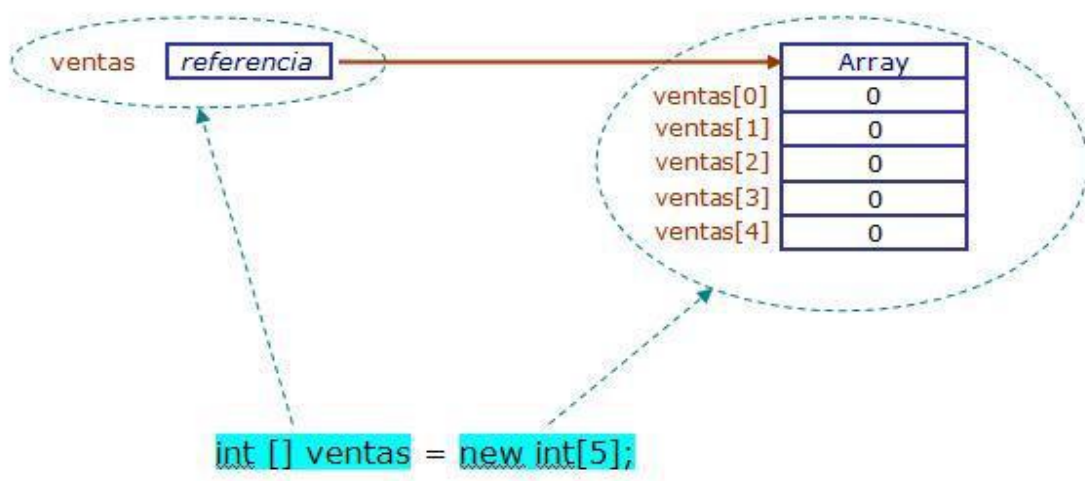 ventas referencia Array
ventas[0] 0
ventas[1] 0
ventas[2] 0
ventas[3] 0
ventas[4] 0
int [] ventas = new int[5];